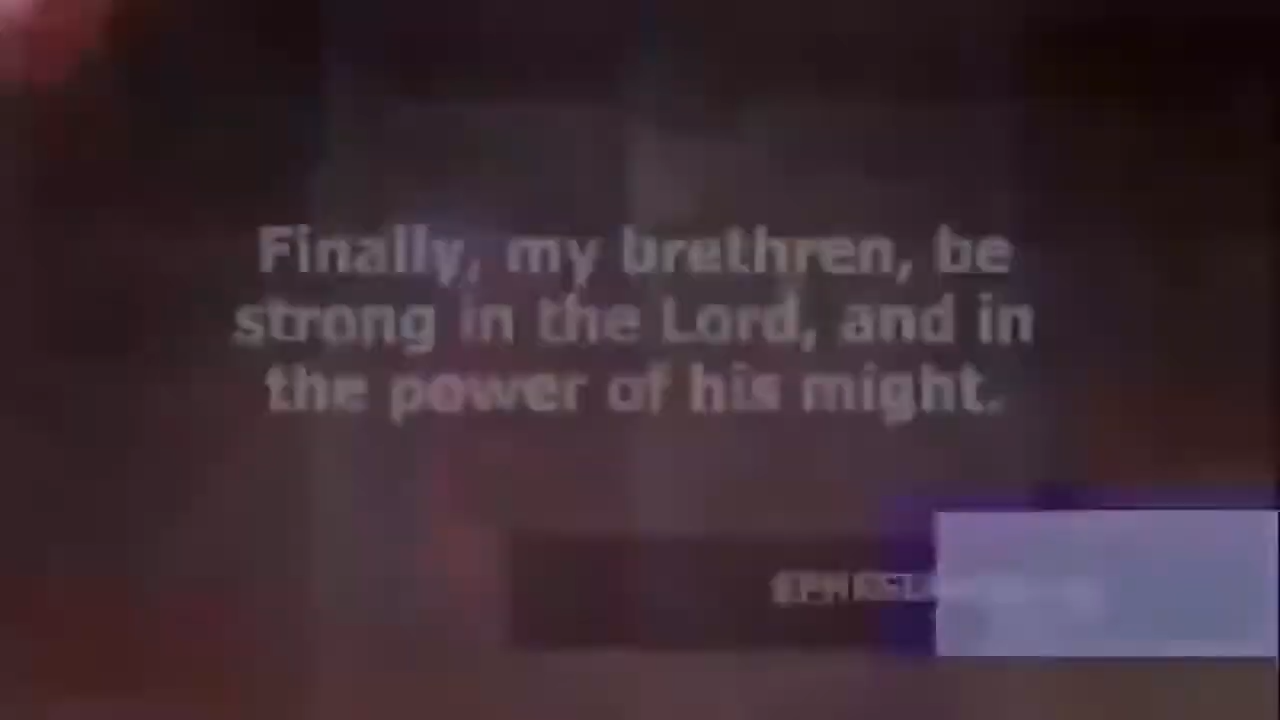 Finally, my brethren, be
strong in the Lord, and in
the power of his might.